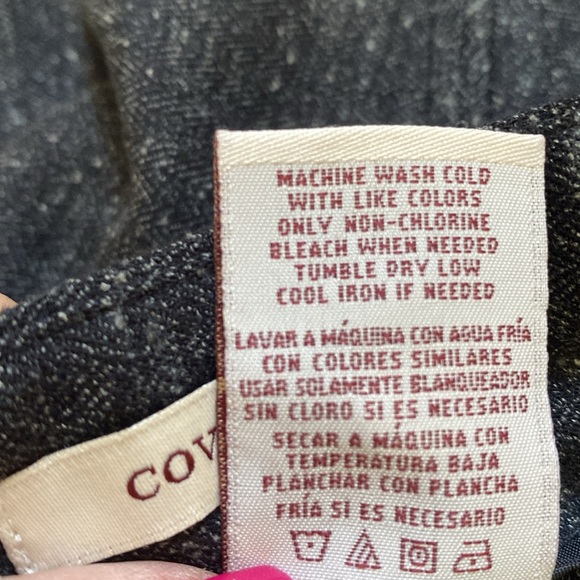 MACHINE WASH COLD
WITH LIKE COLORS
ONLY NON-CHLORINE
BLEACH WHEN NEEDED
TUMBLE DRY LOW
COOL IRON IF NEEDED
LAVAR A MÁQUINA CON AGUA FRÍA
CON COLORES SIMILARES
USAR SOLAMENTE BLANQUEADOR
SIN CLORO SI ES NECESARIO
SECAR A MÁQUINA CON
TEMPERATURA BAJA
PLANCHAR CON PLANCHA
FRÍA SI ES NECESARIO